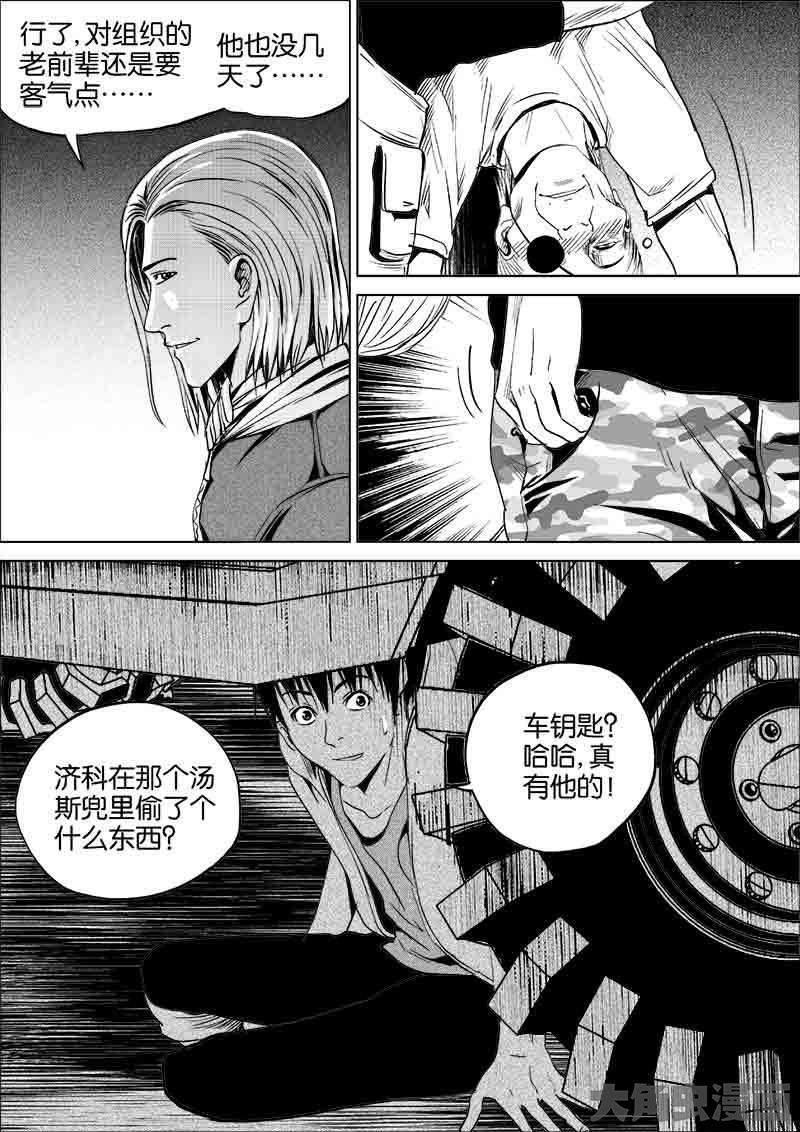 行了，对组织的
老前辈还是要
客气点……
他也没几
天了……
济科在那个汤
斯兜里偷了个
什么东西？
车钥匙？
哈哈，真
有他的！
大角虫漫画